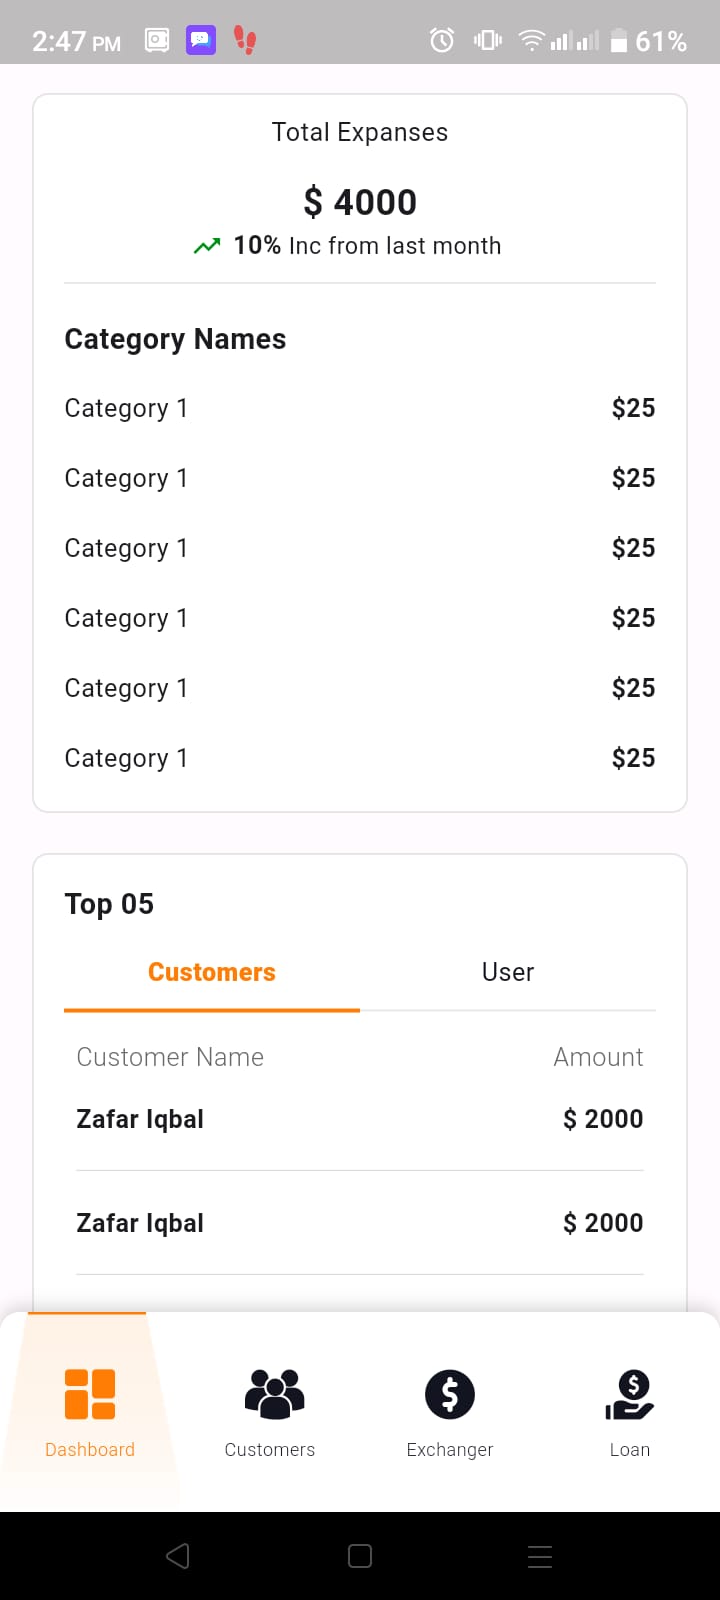 2:47 PM 61%
Total Expanses
$ 4000
10% Inc from last month
Category Names
Category 1 $25
Category 1 $25
Category 1 $25
Category 1 $25
Category 1 $25
Category 1 $25
Top 05
Customers User
Customer Name Amount
Zafar Iqbal $ 2000
Zafar Iqbal $ 2000
Dashboard Customers Exchanger Loan